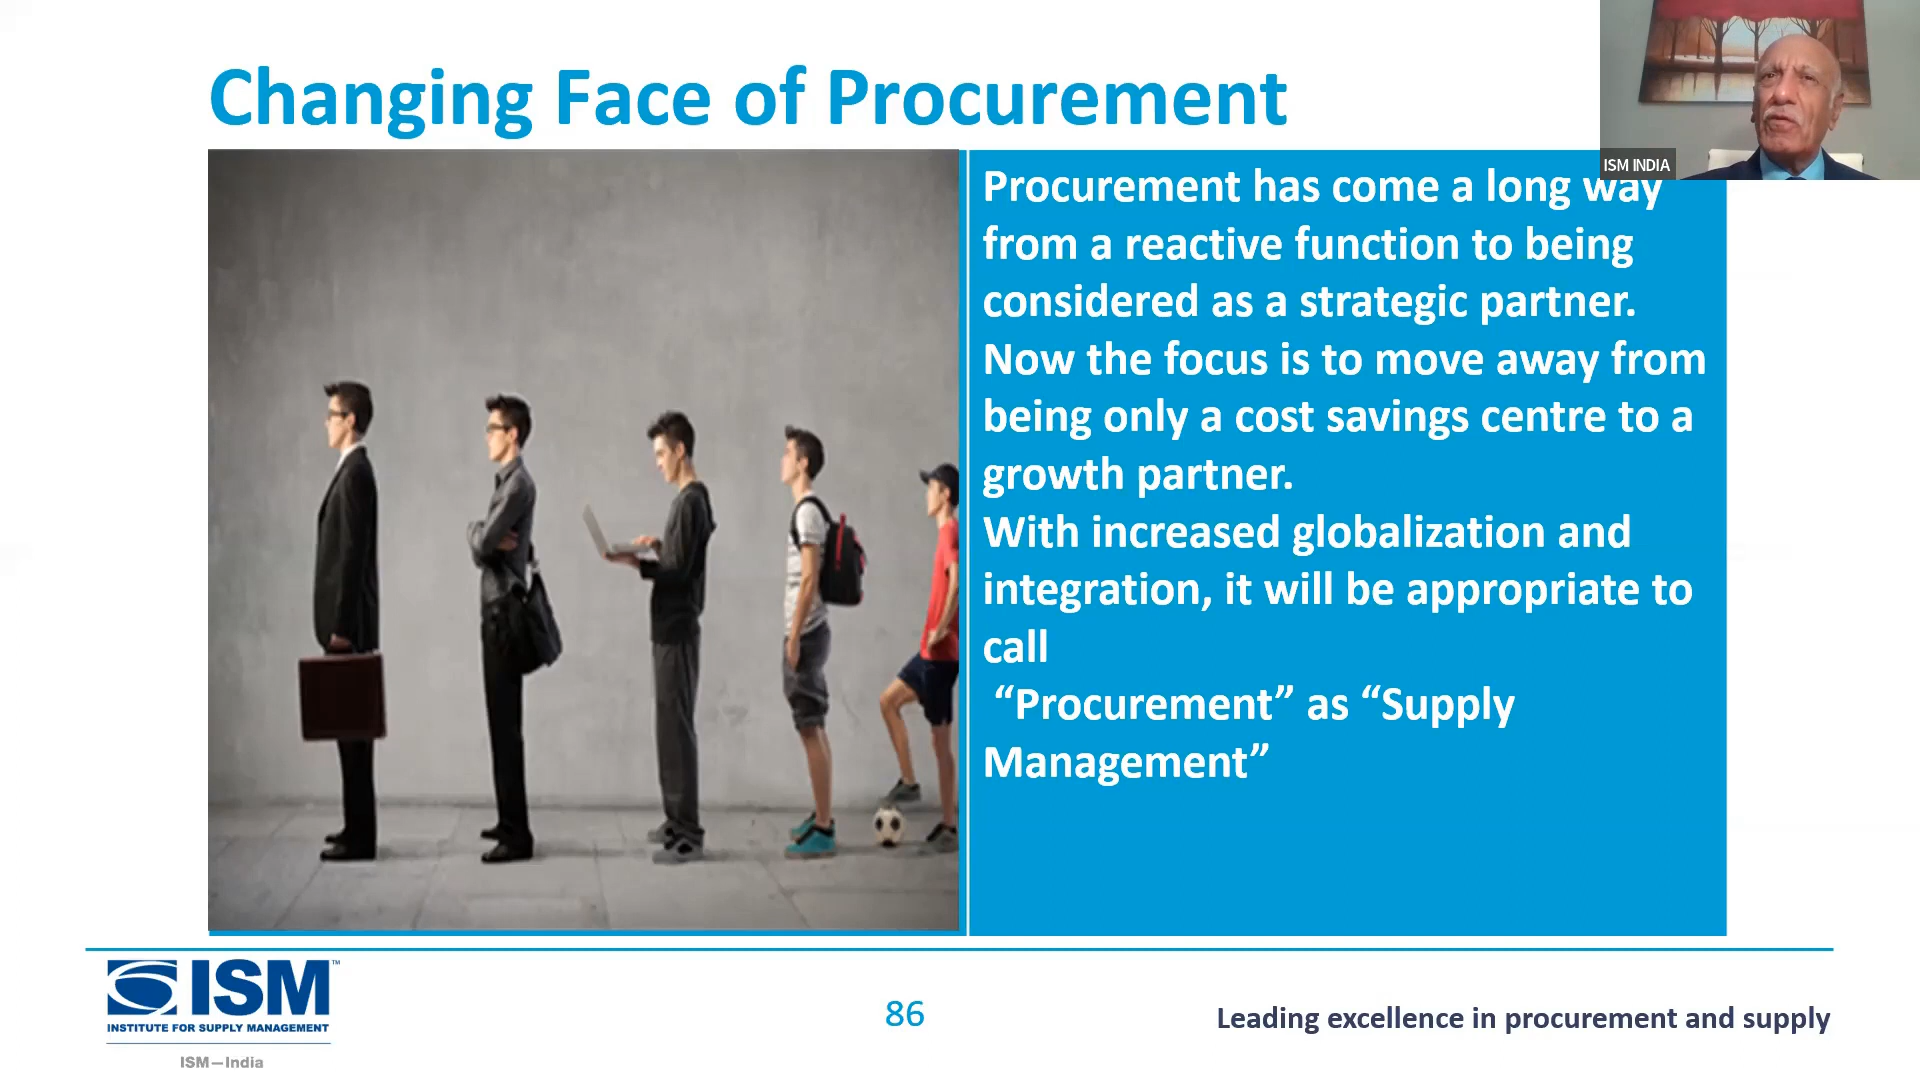 Changing Face of Procurement
ISM INDIA
Procurement has come a long way
from a reactive function to being
considered as a strategic partner.
Now the focus is to move away from
being only a cost savings centre to a
growth partner.
With increased globalization and
integration, it will be appropriate to
call
“Procurement” as “Supply
Management”
ISM™
INSTITUTE FOR SUPPLY MANAGEMENT
ISM—India
86
Leading excellence in procurement and supply